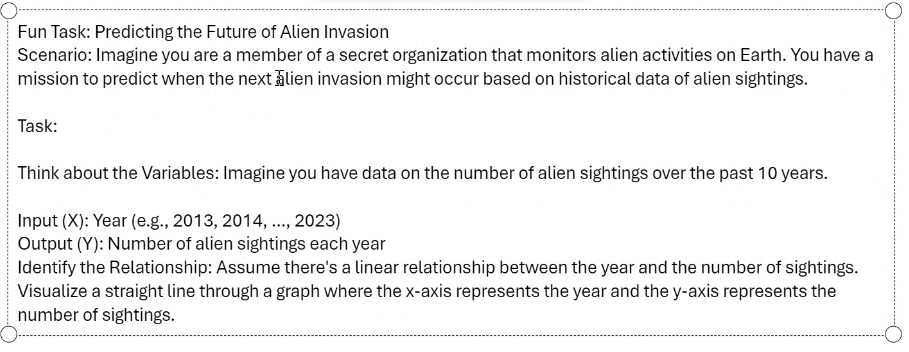 Fun Task: Predicting the Future of Alien Invasion
Scenario: Imagine you are a member of a secret organization that monitors alien activities on Earth. You have a
mission to predict when the next alien invasion might occur based on historical data of alien sightings.
Task:
Think about the Variables: Imagine you have data on the number of alien sightings over the past 10 years.
Input (X): Year (e.g., 2013, 2014, ..., 2023)
Output (Y): Number of alien sightings each year
Identify the Relationship: Assume there's a linear relationship between the year and the number of sightings.
Visualize a straight line through a graph where the x-axis represents the year and the y-axis represents the
number of sightings.